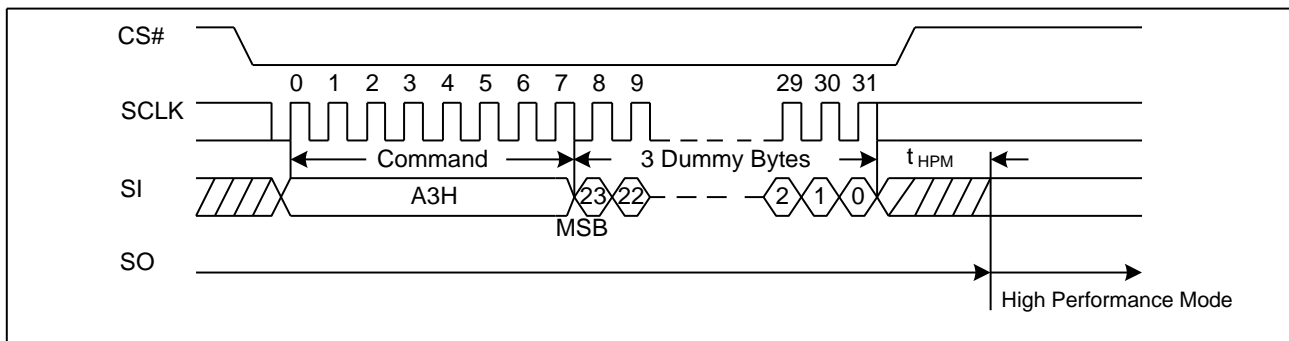 CS#
0 1 2 3 4 5 6 7 8 9 29 30 31
SCLK
Command 3 Dummy Bytes tHPM
SI A3H 23 22 2 1 0
MSB
SO
High Performance Mode